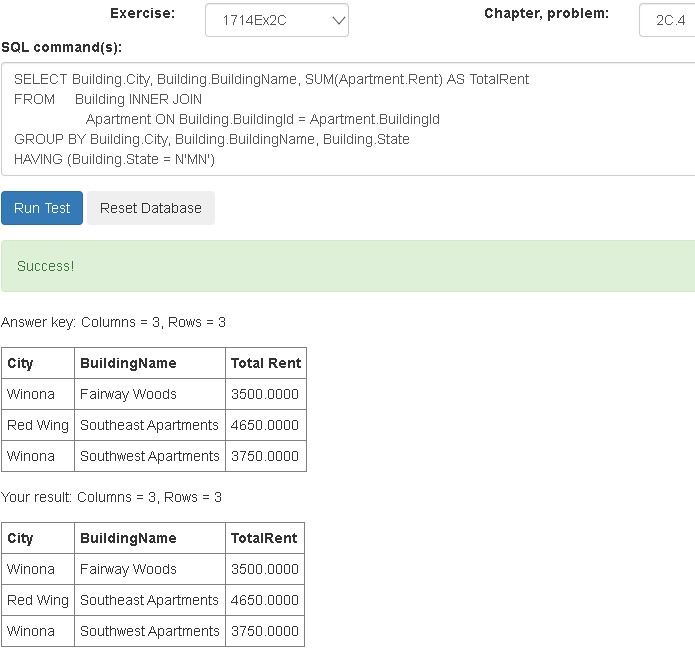 Exercise: 1714Ex2C Chapter, problem: 2C.4
SQL command(s):
SELECT Building.City, Building.BuildingName, SUM(Apartment.Rent) AS TotalRent
FROM Building INNER JOIN
Apartment ON Building.BuildingId = Apartment.BuildingId
GROUP BY Building.City, Building.BuildingName, Building.State
HAVING (Building.State = N'MN')
Run Test Reset Database
Success!
Answer key: Columns = 3, Rows = 3
City BuildingName Total Rent
Winona Fairway Woods 3500.0000
Red Wing Southeast Apartments 4650.0000
Winona Southwest Apartments 3750.0000
Your result: Columns = 3, Rows = 3
City BuildingName TotalRent
Winona Fairway Woods 3500.0000
Red Wing Southeast Apartments 4650.0000
Winona Southwest Apartments 3750.0000